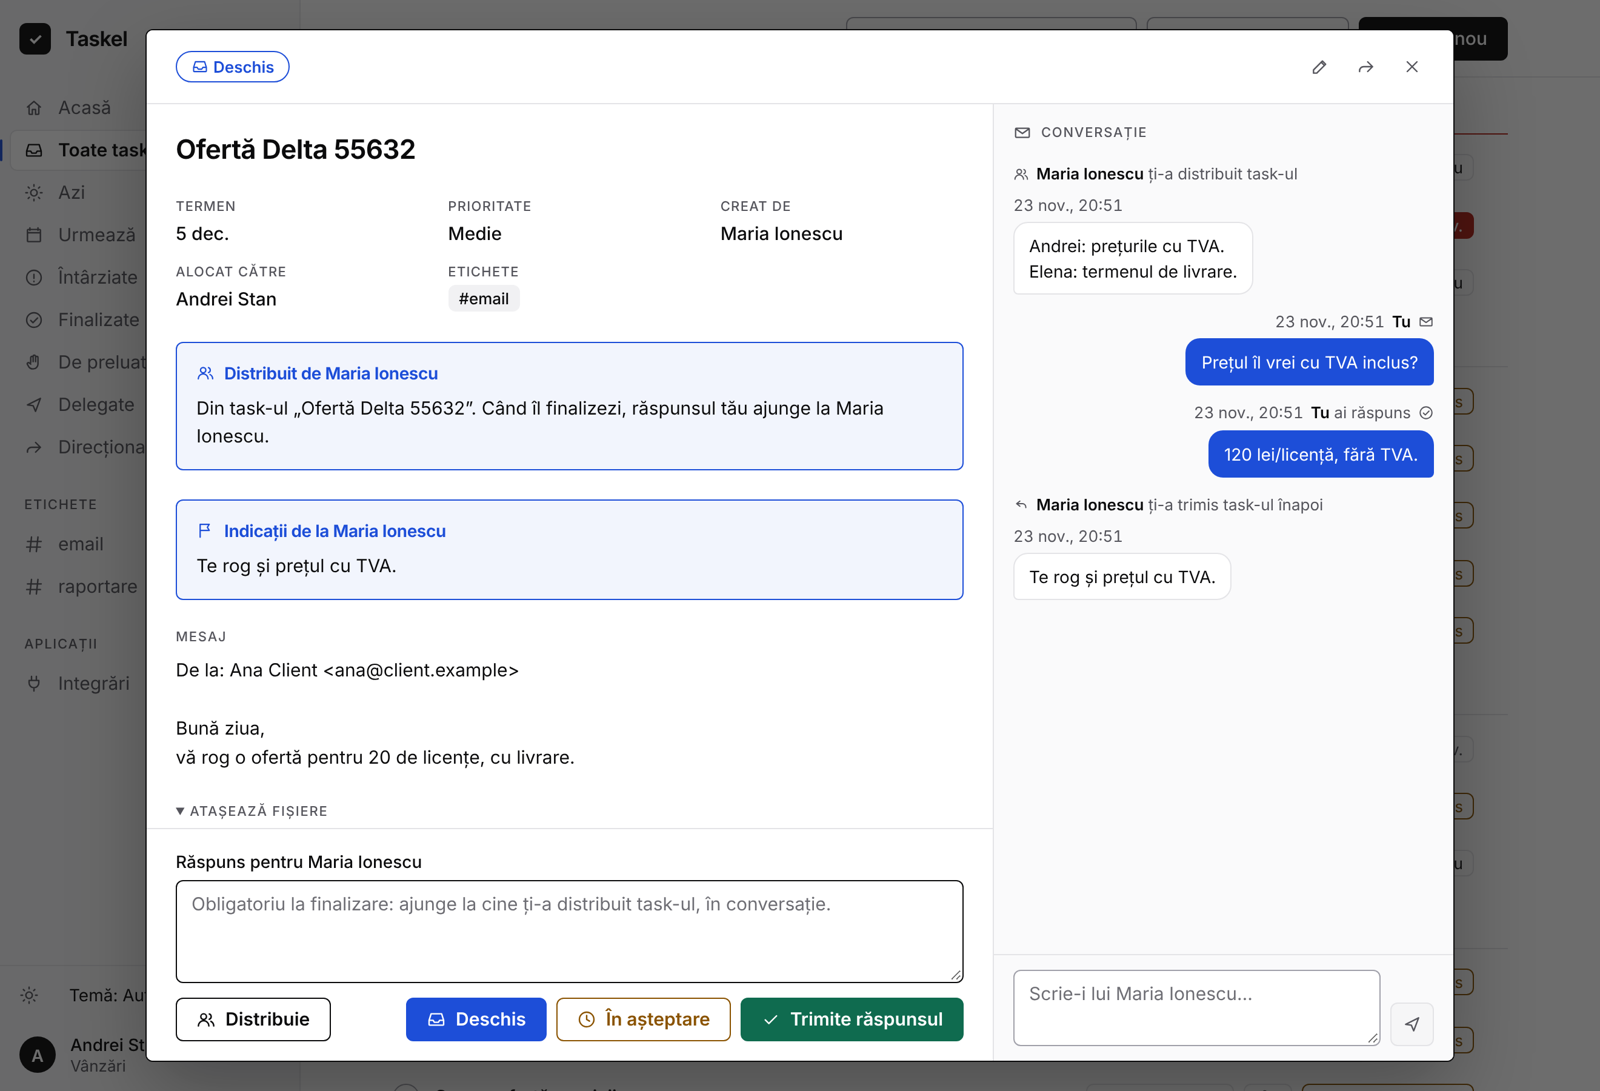 Taskel
nou
Acasă
Toate task
Azi
Urmează
Întârziate
Finalizate
De preluat
Delegate
Direcționa
ETICHETE
# email
# raportare
APLICAȚII
Integrări
Temă: Au
A
Andrei St
Vânzări
Deschis
Ofertă Delta 55632
TERMEN
5 dec.
PRIORITATE
Medie
CREAT DE
Maria Ionescu
ALOCAT CĂTRE
Andrei Stan
ETICHETE
#email
Distribuit de Maria Ionescu
Din task-ul „Ofertă Delta 55632”. Când îl finalizezi, răspunsul tău ajunge la Maria
Ionescu.
Indicații de la Maria Ionescu
Te rog și prețul cu TVA.
MESAJ
De la: Ana Client <ana@client.example>
Bună ziua,
vă rog o ofertă pentru 20 de licențe, cu livrare.
▼ ATAȘEAZĂ FIȘIERE
Răspuns pentru Maria Ionescu
Obligatoriu la finalizare: ajunge la cine ți-a distribuit task-ul, în conversație.
Distribuie
Deschis
În așteptare
Trimite răspunsul
CONVERSAȚIE
Maria Ionescu ți-a distribuit task-ul
23 nov., 20:51
Andrei: prețurile cu TVA.
Elena: termenul de livrare.
23 nov., 20:51 Tu
Prețul îl vrei cu TVA inclus?
23 nov., 20:51 Tu ai răspuns
120 lei/licență, fără TVA.
Maria Ionescu ți-a trimis task-ul înapoi
23 nov., 20:51
Te rog și prețul cu TVA.
Scrie-i lui Maria Ionescu...